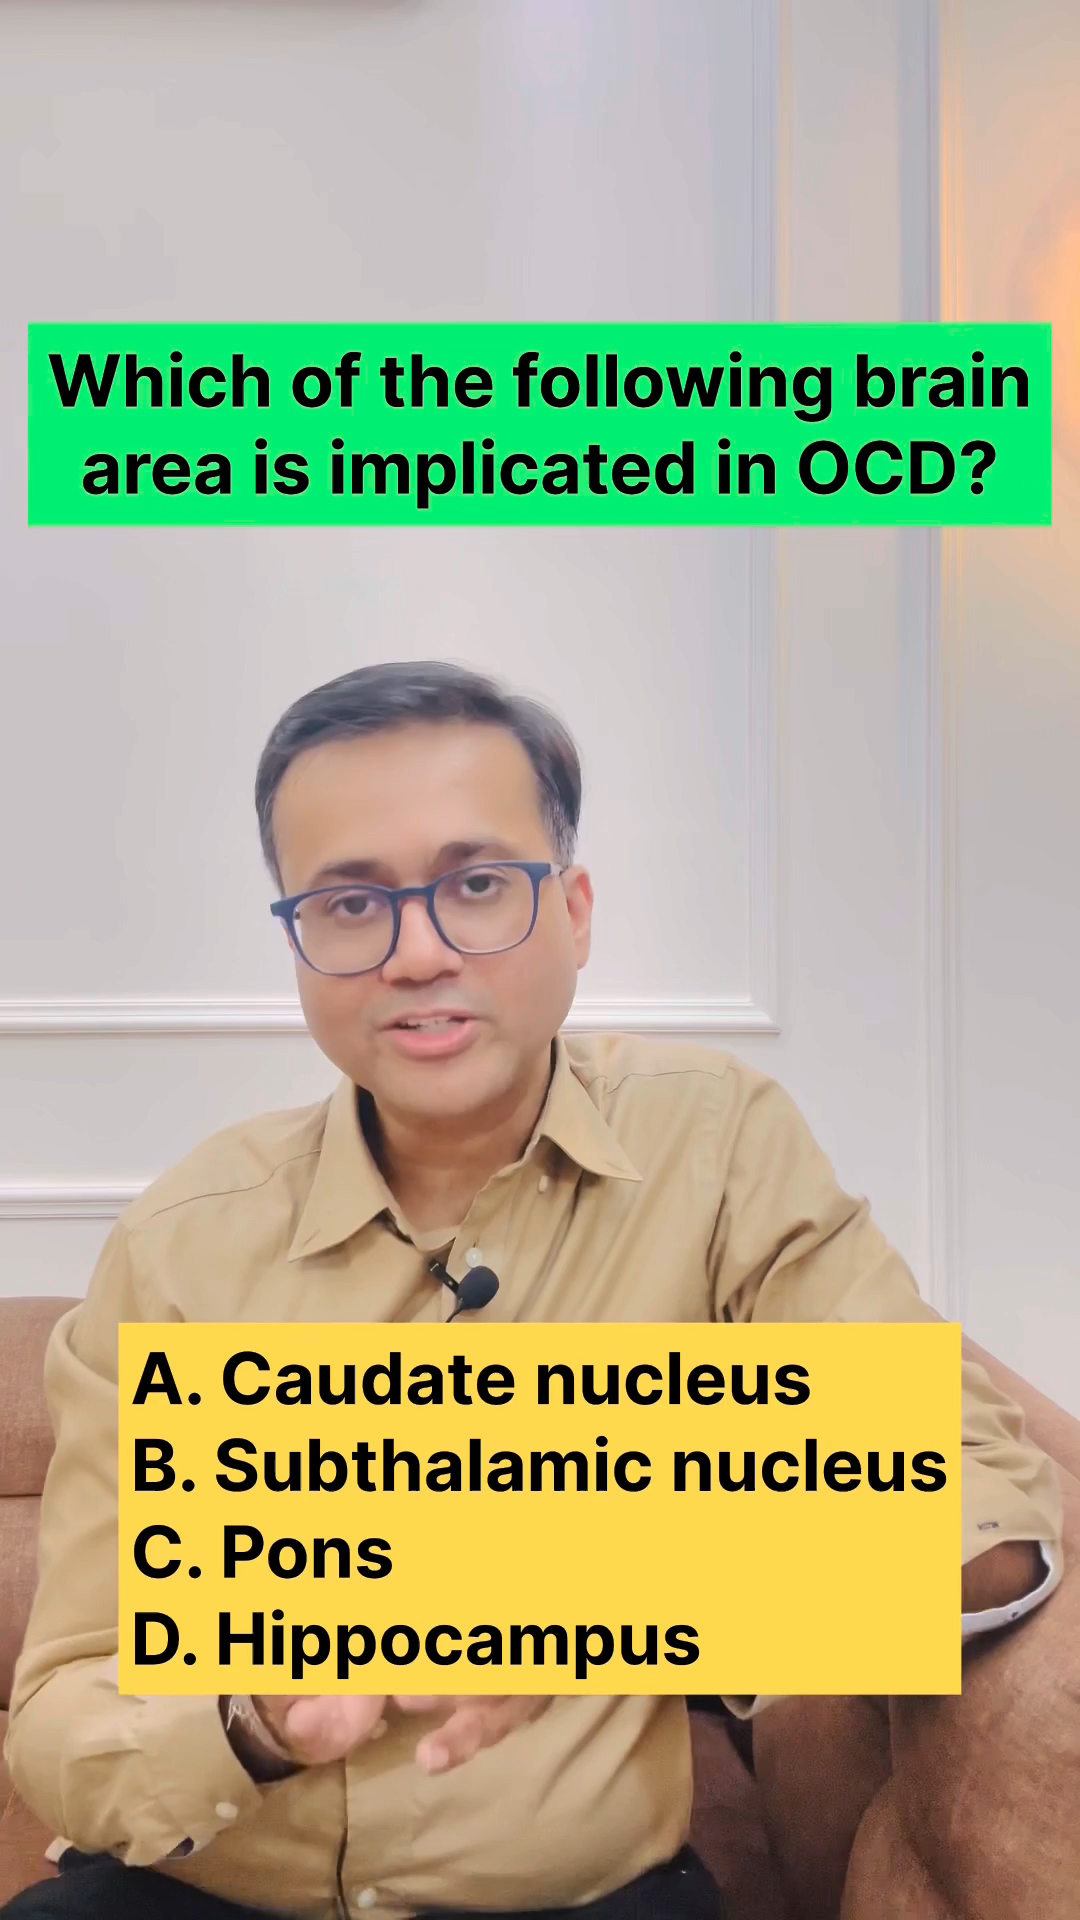 Which of the following brain
area is implicated in OCD?
A. Caudate nucleus
B. Subthalamic nucleus
C. Pons
D. Hippocampus